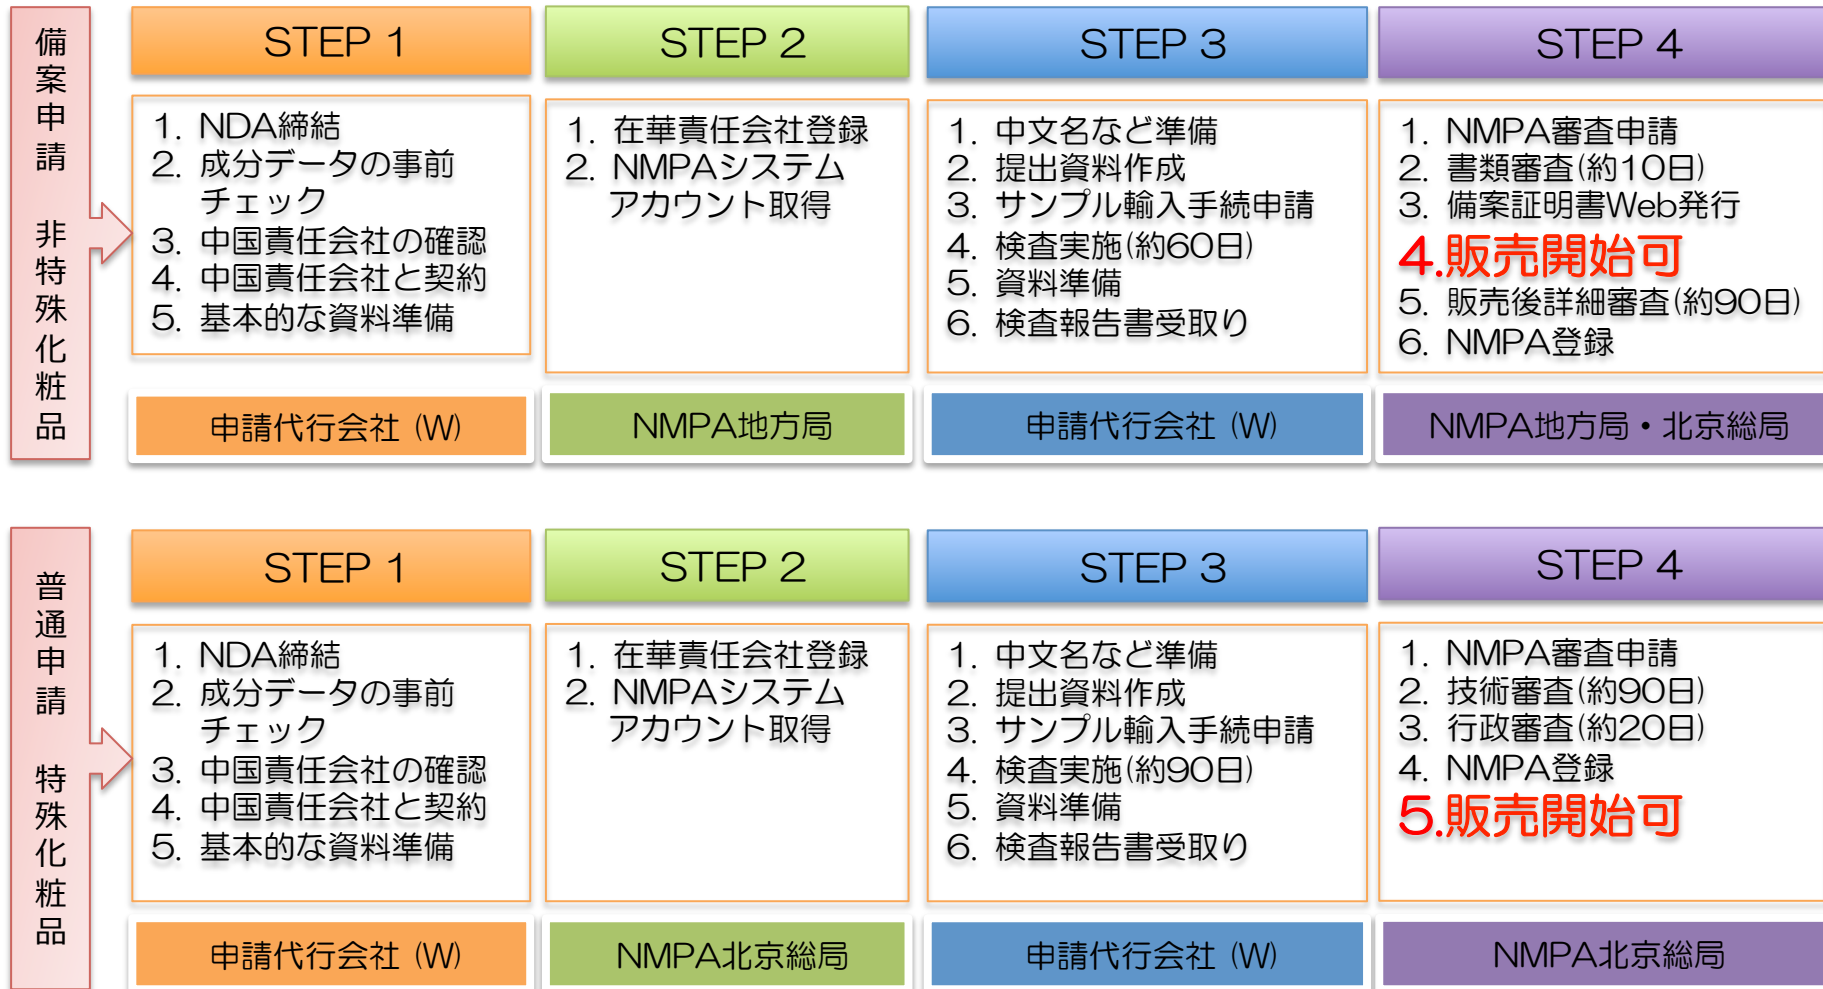 備案申請　非特殊化粧品
STEP 1
1. NDA締結
2. 成分データの事前
チェック
3. 中国責任会社の確認
4. 中国責任会社と契約
5. 基本的な資料準備
申請代行会社 (W)
STEP 2
1. 在華責任会社登録
2. NMPAシステム
アカウント取得
NMPA地方局
STEP 3
1. 中文名など準備
2. 提出資料作成
3. サンプル輸入手続申請
4. 検査実施(約60日)
5. 資料準備
6. 検査報告書受取り
申請代行会社 (W)
STEP 4
1. NMPA審査申請
2. 書類審査(約10日)
3. 備案証明書Web発行
4.販売開始可
5. 販売後詳細審査(約90日)
6. NMPA登録
NMPA地方局・北京総局
普通申請　特殊化粧品
STEP 1
1. NDA締結
2. 成分データの事前
チェック
3. 中国責任会社の確認
4. 中国責任会社と契約
5. 基本的な資料準備
申請代行会社 (W)
STEP 2
1. 在華責任会社登録
2. NMPAシステム
アカウント取得
NMPA北京総局
STEP 3
1. 中文名など準備
2. 提出資料作成
3. サンプル輸入手続申請
4. 検査実施(約90日)
5. 資料準備
6. 検査報告書受取り
申請代行会社 (W)
STEP 4
1. NMPA審査申請
2. 技術審査(約90日)
3. 行政審査(約20日)
4. NMPA登録
5.販売開始可
NMPA北京総局